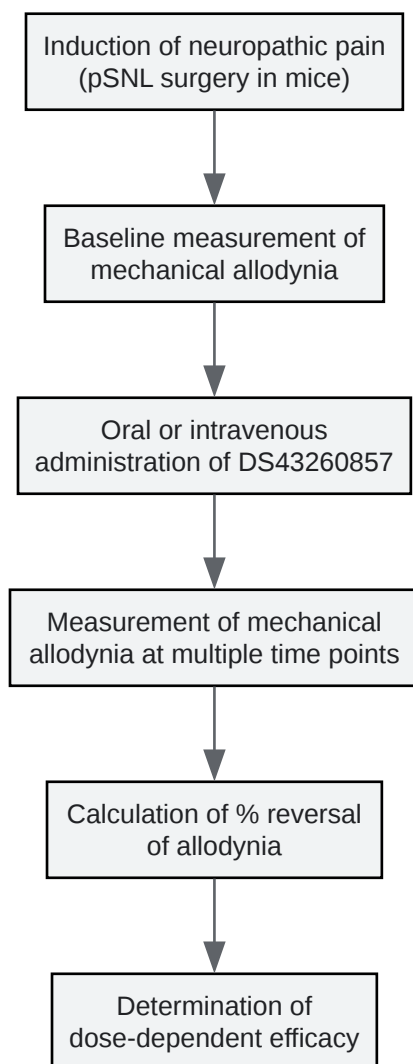 Induction of neuropathic pain
(pSNL surgery in mice)
Baseline measurement of
mechanical allodynia
Oral or intravenous
administration of DS43260857
Measurement of mechanical
allodynia at multiple time points
Calculation of % reversal
of allodynia
Determination of
dose-dependent efficacy